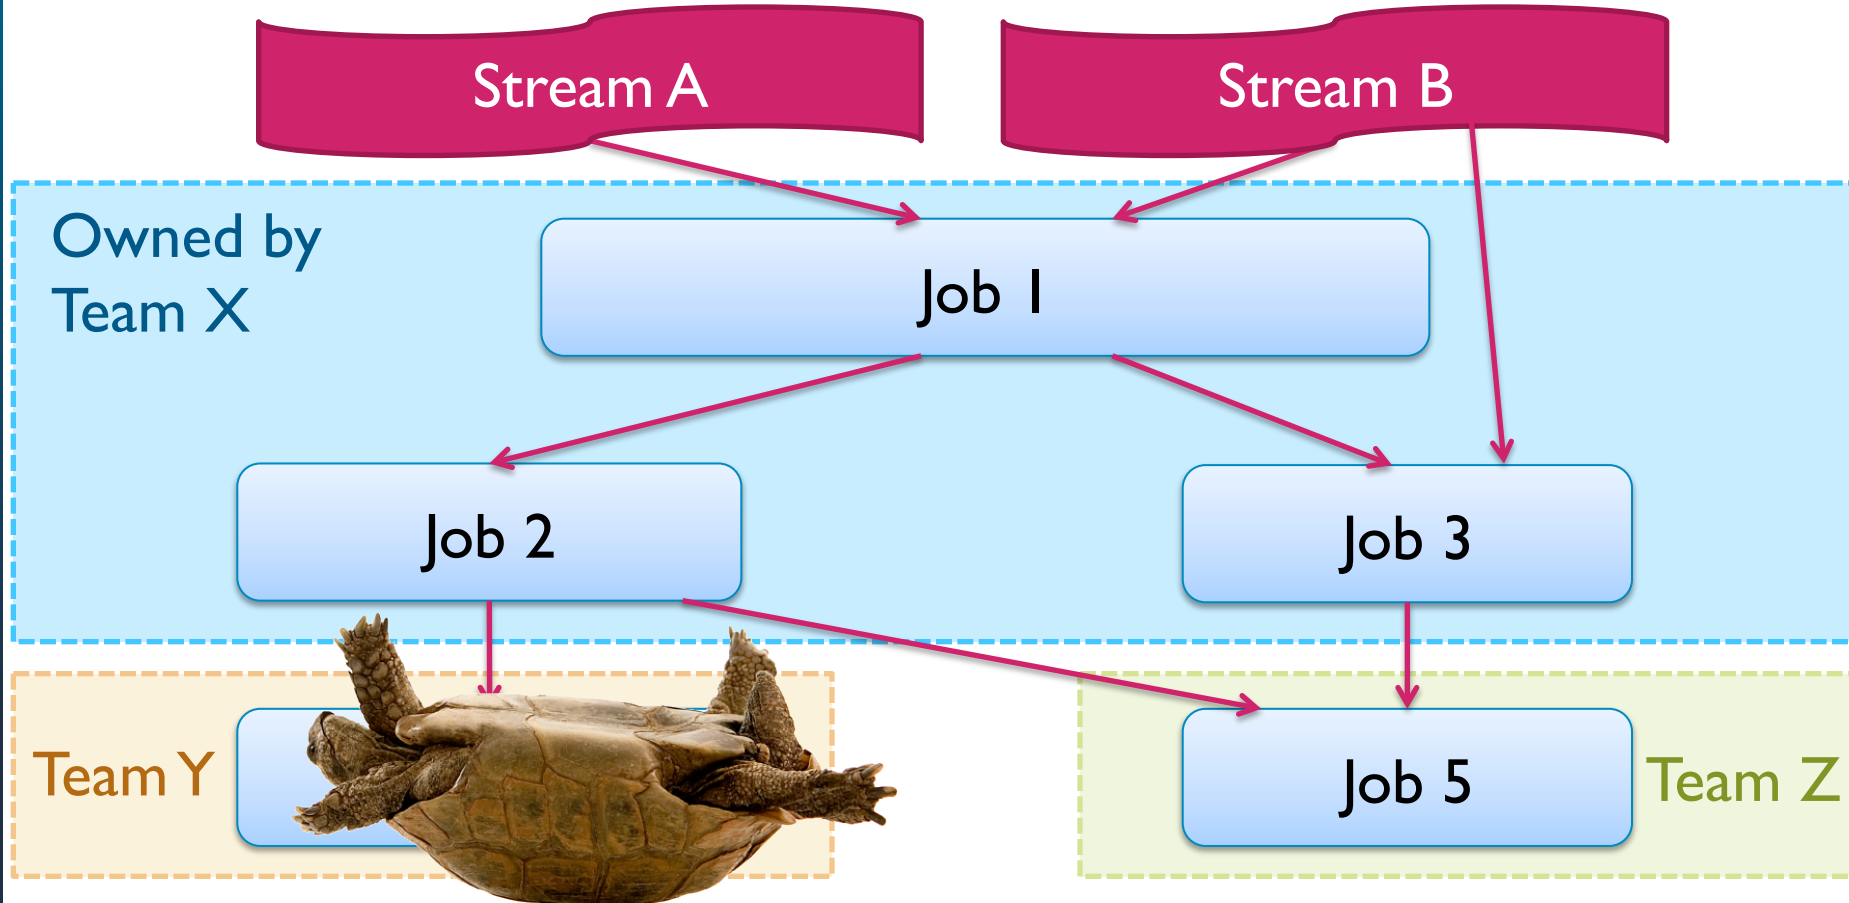 Stream A
Stream B
Owned by
Team X
Job 1
Job 2
Job 3
Team Y
Job 5
Team Z